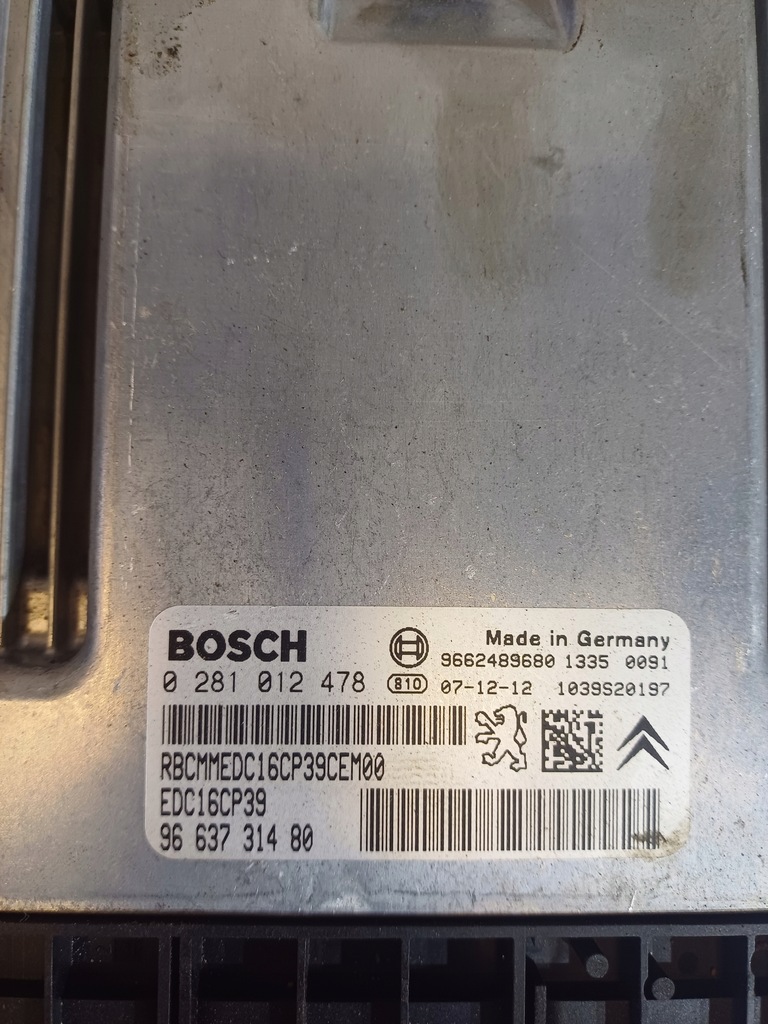 BOSCH
Made in Germany
9662489680 1335 0091
0 281 012 478
810
07-12-12 1039S20197
RBCMMEDC16CP39CEM00
EDC16CP39
96 637 314 80